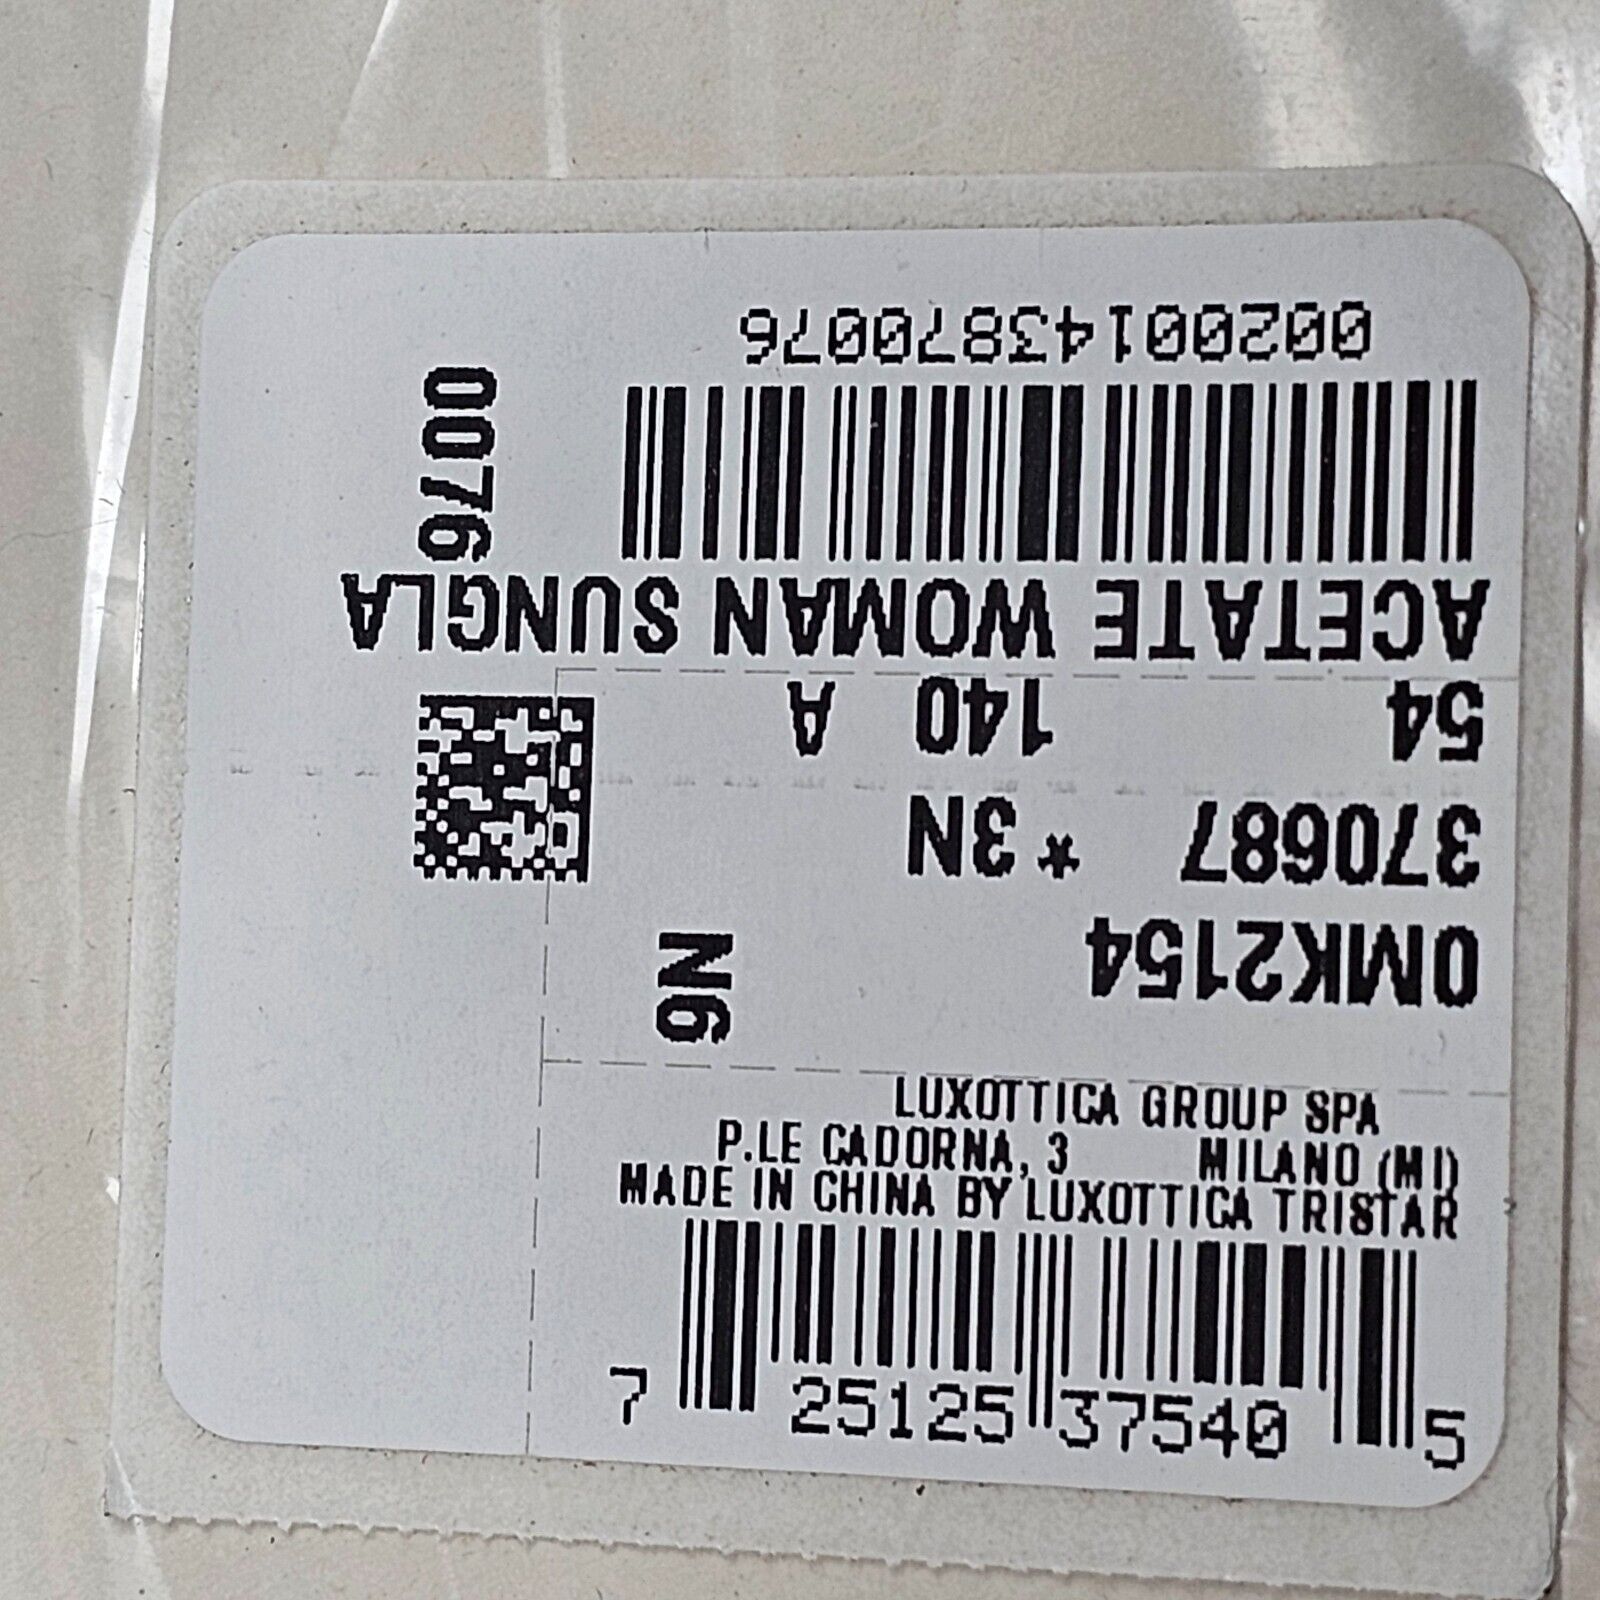 0MK2154
N6
370687 * 3N
54 140 A
ACETATE WOMAN SUNGLA
0076
00200143870076
LUXOTTICA GROUP SPA
P.LE CADORNA, 3 MILANO (MI)
MADE IN CHINA BY LUXOTTICA TRISTAR
7 25125 37540 5